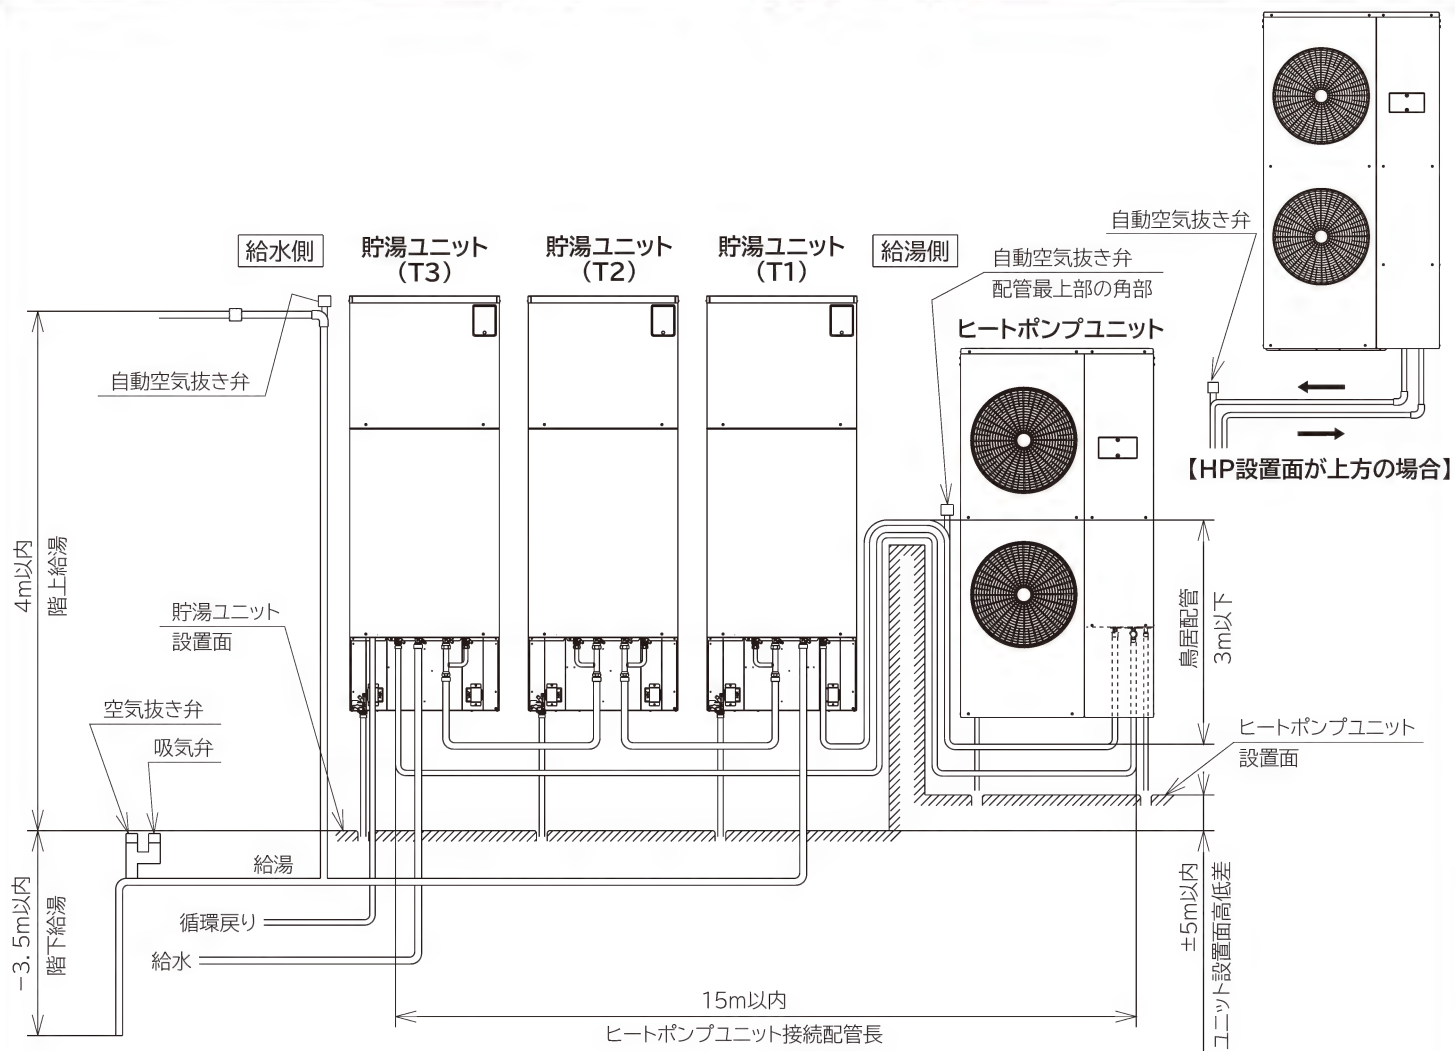 給水側
貯湯ユニット
（T3）
貯湯ユニット
（T2）
貯湯ユニット
（T1）
給湯側
自動空気抜き弁
自動空気抜き弁
配管最上部の角部
ヒートポンプユニット
自動空気抜き弁
【HP設置面が上方の場合】
4m以内
階上給湯
貯湯ユニット
設置面
鳥居配管
3m以下
空気抜き弁
吸気弁
ヒートポンプユニット
設置面
給湯
循環戻り
給水
－3.5m以内
階下給湯
±5m以内
ユニット設置面高低差
15m以内
ヒートポンプユニット接続配管長